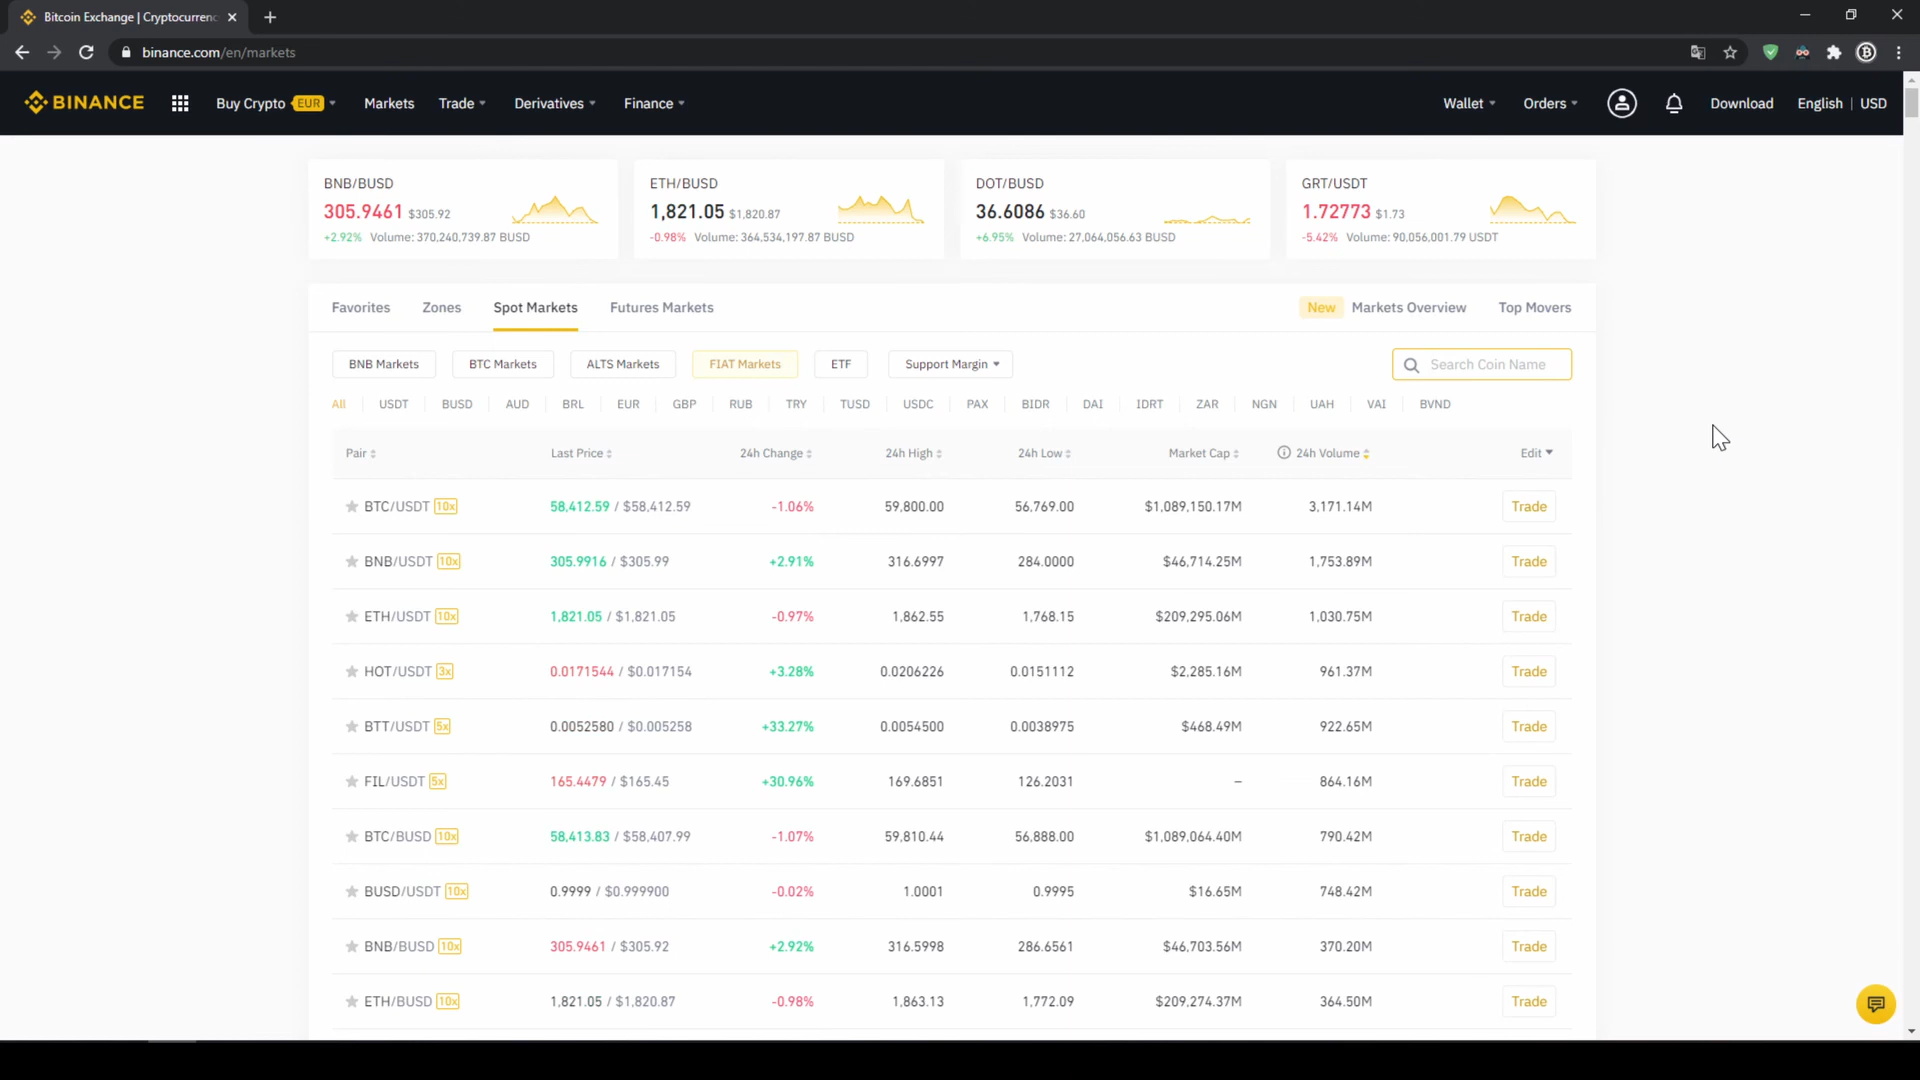 Bitcoin Exchange | Cryptocurrenc
binance.com/en/markets
BINANCE Buy Crypto EUR Markets Trade Derivatives Finance Wallet Orders Download English | USD
BNB/BUSD ETH/BUSD DOT/BUSD GRT/USDT
305.9461 $305.92 1,821.05 $1,820.87 36.6086 $36.60 1.72773 $1.73
+2.92% Volume: 370,240,739.87 BUSD -0.98% Volume: 364,534,197.87 BUSD +6.95% Volume: 27,064,056.63 BUSD -5.42% Volume: 90,056,001.79 USDT
Favorites Zones Spot Markets Futures Markets New Markets Overview Top Movers
BNB Markets BTC Markets ALTS Markets FIAT Markets ETF Support Margin Search Coin Name
All USDT BUSD AUD BRL EUR GBP RUB TRY TUSD USDC PAX BIDR DAI IDRT ZAR NGN UAH VAI BVND
Pair Last Price 24h Change 24h High 24h Low Market Cap 24h Volume Edit
BTC/USDT 10x 58,412.59 / $58,412.59 -1.06% 59,800.00 56,769.00 $1,089,150.17M 3,171.14M Trade
BNB/USDT 10x 305.9916 / $305.99 +2.91% 316.6997 284.0000 $46,714.25M 1,753.89M Trade
ETH/USDT 10x 1,821.05 / $1,821.05 -0.97% 1,862.55 1,768.15 $209,295.06M 1,030.75M Trade
HOT/USDT 3x 0.0171544 / $0.017154 +3.28% 0.0206226 0.0151112 $2,285.16M 961.37M Trade
BTT/USDT 5x 0.0052580 / $0.005258 +33.27% 0.0054500 0.0038975 $468.49M 922.65M Trade
FIL/USDT 5x 165.4479 / $165.45 +30.96% 169.6851 126.2031 – 864.16M Trade
BTC/BUSD 10x 58,413.83 / $58,407.99 -1.07% 59,810.44 56,888.00 $1,089,064.40M 790.42M Trade
BUSD/USDT 10x 0.9999 / $0.999900 -0.02% 1.0001 0.9995 $16.65M 748.42M Trade
BNB/BUSD 10x 305.9461 / $305.92 +2.92% 316.5998 286.6561 $46,703.56M 370.20M Trade
ETH/BUSD 10x 1,821.05 / $1,820.87 -0.98% 1,863.13 1,772.09 $209,274.37M 364.50M Trade